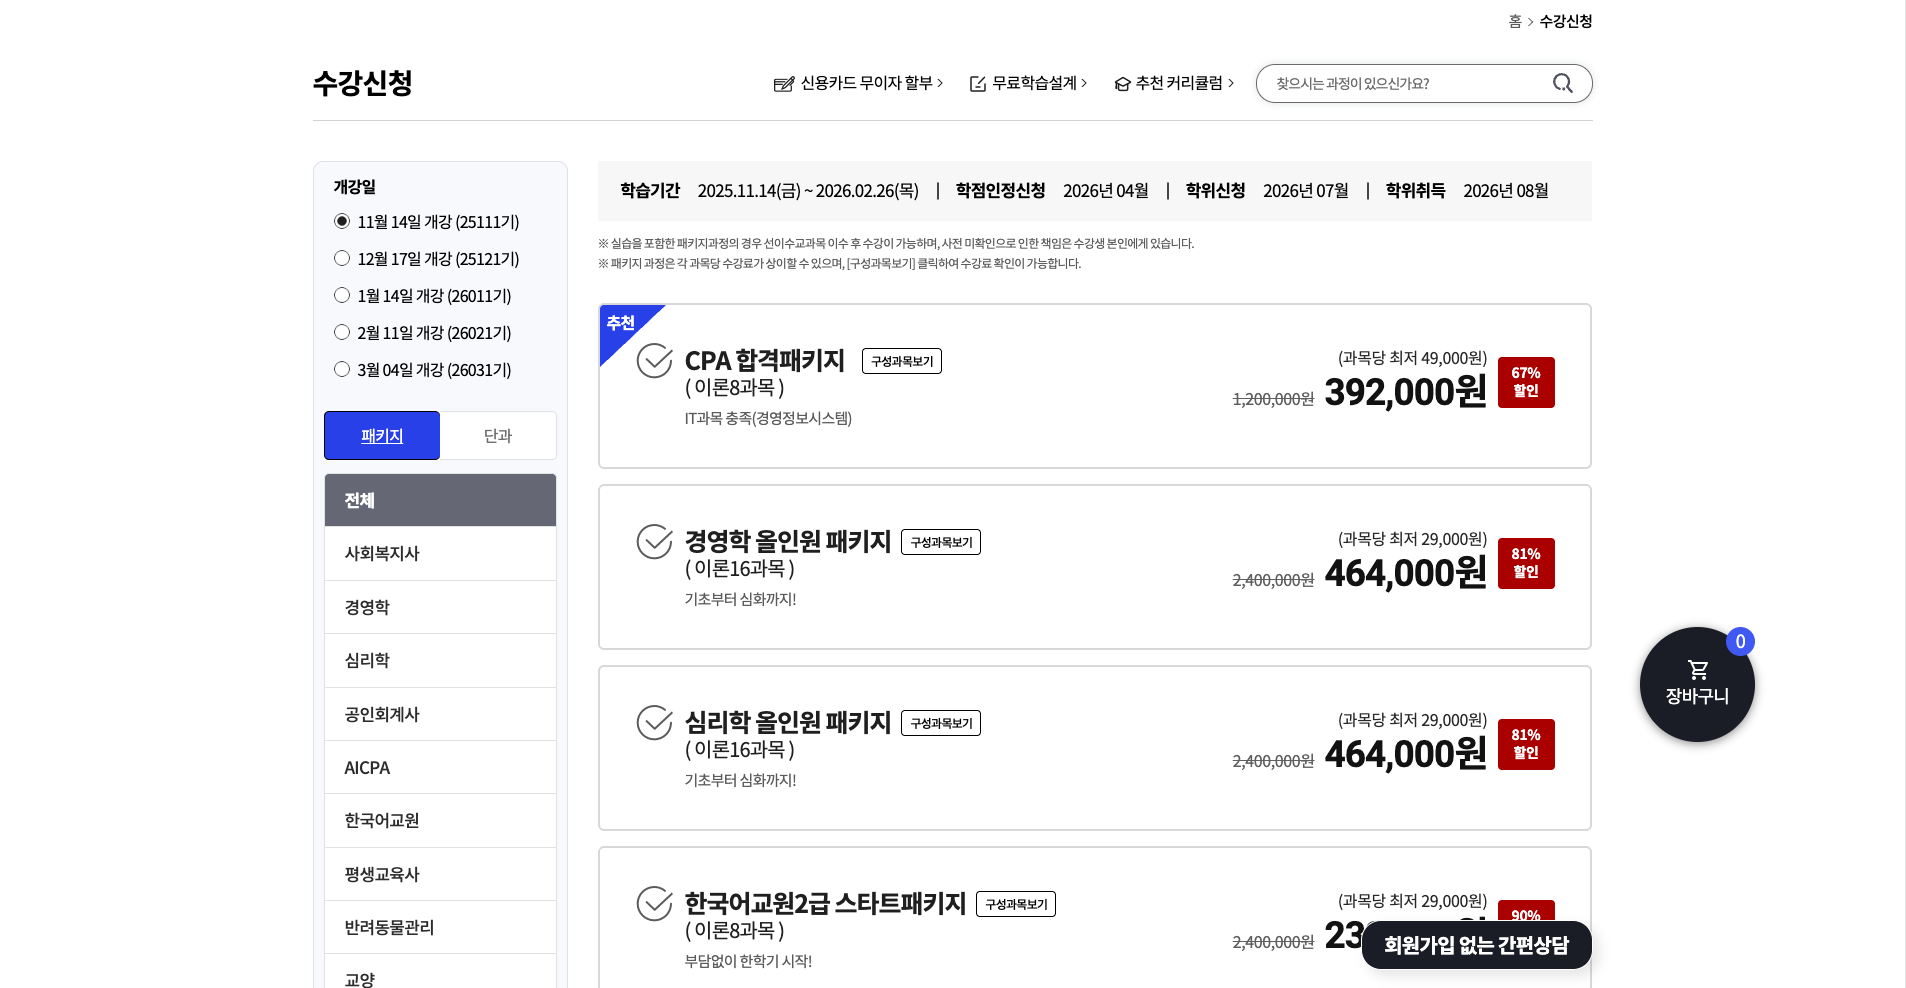 홈 > 수강신청
수강신청
신용카드 무이자 할부 >
무료학습설계 >
추천 커리큘럼 >
찾으시는 과정이 있으신가요?
개강일
11월 14일 개강 (25111기)
12월 17일 개강 (25121기)
1월 14일 개강 (26011기)
2월 11일 개강 (26021기)
3월 04일 개강 (26031기)
패키지
단과
전체
사회복지사
경영학
심리학
공인회계사
AICPA
한국어교원
평생교육사
반려동물관리
교양
학습기간 2025.11.14(금) ~ 2026.02.26(목) | 학점인정신청 2026년 04월 | 학위신청 2026년 07월 | 학위취득 2026년 08월
※ 실습을 포함한 패키지과정의 경우 선이수교과목 이수 후 수강이 가능하며, 사전 미확인으로 인한 책임은 수강생 본인에게 있습니다.
※ 패키지 과정은 각 과목당 수강료가 상이할 수 있으며, [구성과목보기] 클릭하여 수강료 확인이 가능합니다.
추천
CPA 합격패키지 구성과목보기
( 이론8과목 )
IT과목 충족(경영정보시스템)
(과목당 최저 49,000원)
1,200,000원 392,000원
67%
할인
경영학 올인원 패키지 구성과목보기
( 이론16과목 )
기초부터 심화까지!
(과목당 최저 29,000원)
2,400,000원 464,000원
81%
할인
심리학 올인원 패키지 구성과목보기
( 이론16과목 )
기초부터 심화까지!
(과목당 최저 29,000원)
2,400,000원 464,000원
81%
할인
한국어교원2급 스타트패키지 구성과목보기
( 이론8과목 )
부담없이 한학기 시작!
(과목당 최저 29,000원)
2,400,000원
90%
0
장바구니
회원가입 없는 간편상담